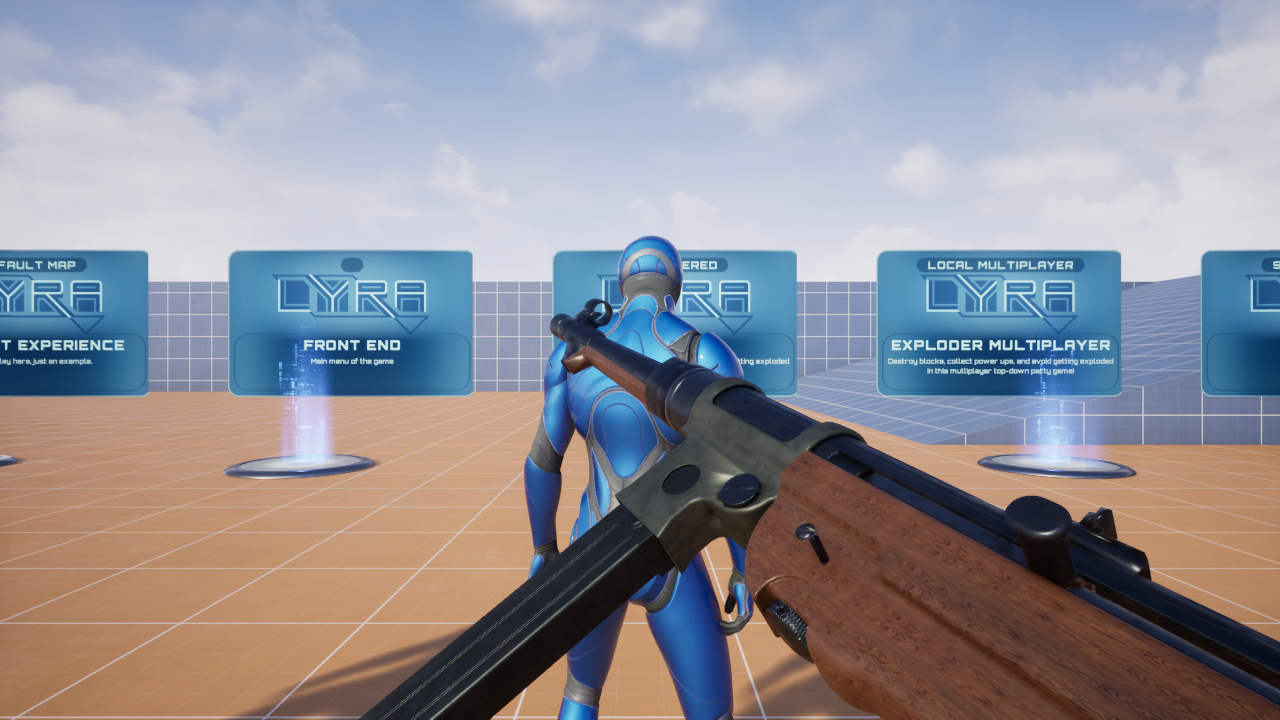 FAULT MAP
YRA
T EXPERIENCE
lay here, just an example.
LYRA
FRONT END
Main menu of the game
ERED
RA
tting exploded
LOCAL MULTIPLAYER
LYRA
EXPLODER MULTIPLAYER
Destroy blocks, collect power ups, and avoid getting exploded
in this multiplayer top-down party game!
S
L